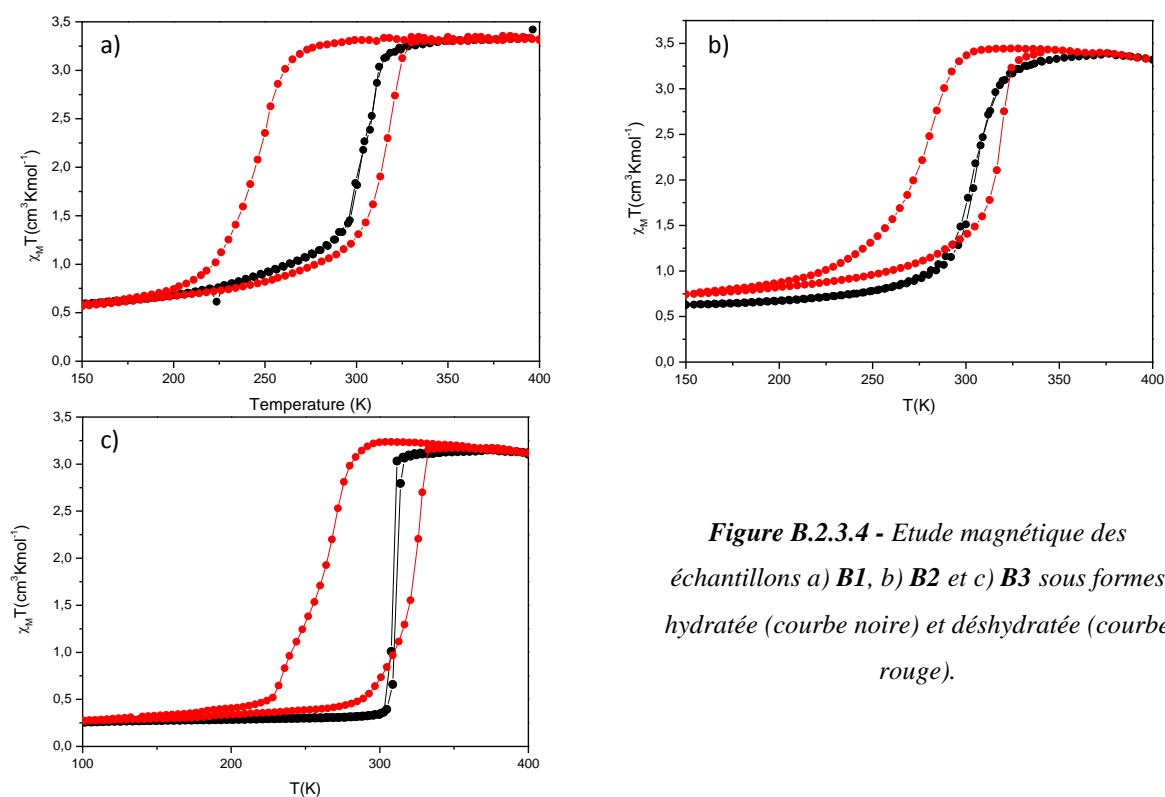 a)
3,5
3,0
2,5
2,0
1,5
1,0
0,5
0,0
χMT(cm³Kmol⁻¹)
150 200 250 300 350 400
Temperature (K)
b)
3,5
3,0
2,5
2,0
1,5
1,0
0,5
0,0
χMT(cm³Kmol⁻¹)
150 200 250 300 350 400
T(K)
c)
3,5
3,0
2,5
2,0
1,5
1,0
0,5
0,0
χMT(cm³Kmol⁻¹)
100 200 300 400
T(K)
Figure B.2.3.4 - Etude magnétique des
échantillons a) B1, b) B2 et c) B3 sous formes
hydratée (courbe noire) et déshydratée (courbe
rouge).